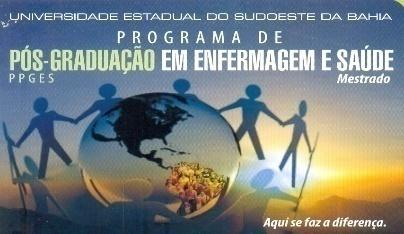 UNIVERSIDADE ESTADUAL DO SUDOESTE DA BAHIA
PROGRAMA DE
PÓS-GRADUAÇÃO EM ENFERMAGEM E SAÚDE
PPGES
Mestrado
Aqui se faz a diferença.